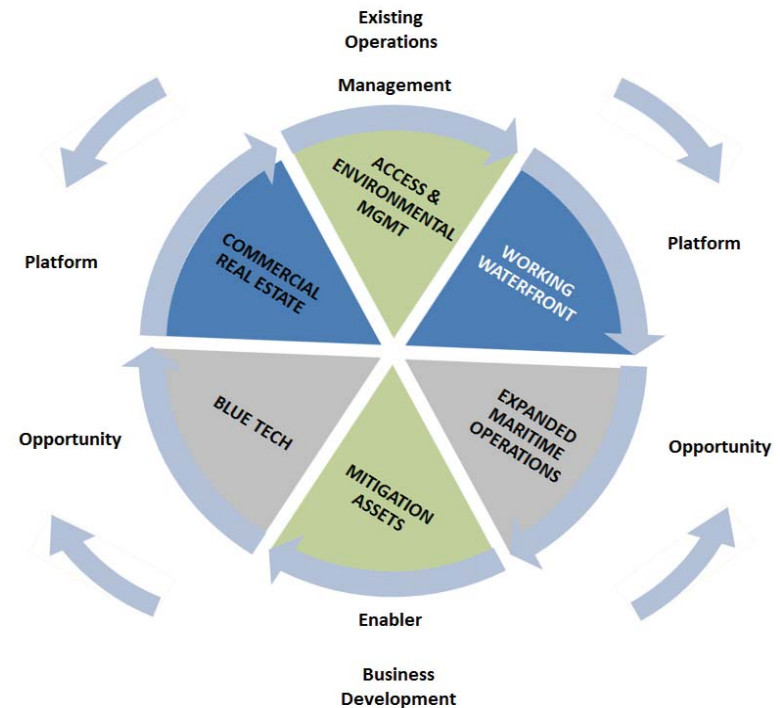 Existing
Operations
Management
ACCESS &
ENVIRONMENTAL
MGMT
Platform
COMMERCIAL
REAL ESTATE
WORKING
WATERFRONT
Platform
Opportunity
BLUE TECH
EXPANDED
MARITIME
OPERATIONS
Opportunity
MITIGATION
ASSETS
Enabler
Business
Development